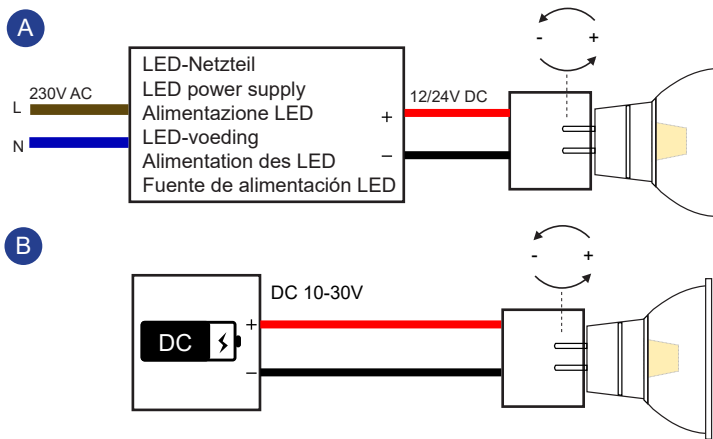 A
- +
230V AC
L
N
LED-Netzteil
LED power supply
Alimentazione LED
LED-voeding
Alimentation des LED
Fuente de alimentación LED
+
−
12/24V DC
B
- +
DC 10-30V
DC
+
−